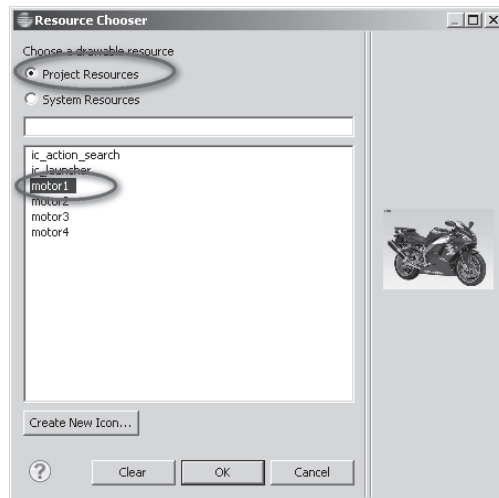 Resource Chooser
Choose a drawable resource
Project Resources
System Resources
ic_action_search
ic_launcher
motor1
motor2
motor3
motor4
Create New Icon...
?
Clear
OK
Cancel